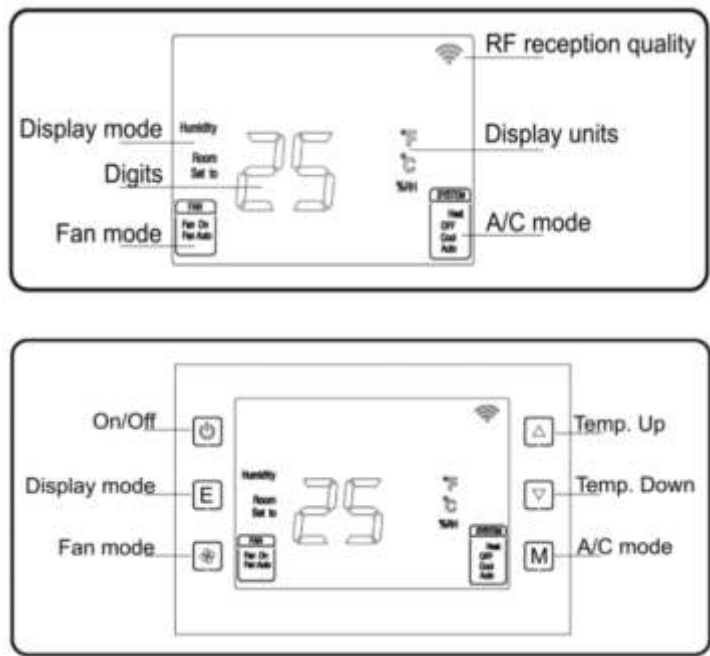 RF reception quality
Display mode
Humidity
25
Display units
°F
°C
%RH
Room
Set to
Digits
FAN
Fan On
Fan Auto
Fan mode
SYSTEM
Heat
OFF
Cool
Auto
A/C mode
On/Off
Temp. Up
Display mode
E
Humidity
25
°F
°C
%RH
Temp. Down
Room
Set to
Fan mode
FAN
Fan On
Fan Auto
SYSTEM
Heat
OFF
Cool
Auto
M
A/C mode